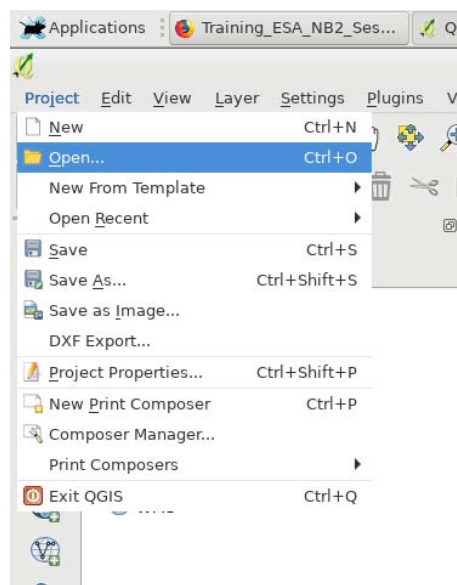 Applications Training_ESA_NB2_Ses... Q
Project Edit View Layer Settings Plugins V
New Ctrl+N
Open... Ctrl+O
New From Template
Open Recent
Save Ctrl+S
Save As... Ctrl+Shift+S
Save as Image...
DXF Export...
Project Properties... Ctrl+Shift+P
New Print Composer Ctrl+P
Composer Manager...
Print Composers
Exit QGIS Ctrl+Q